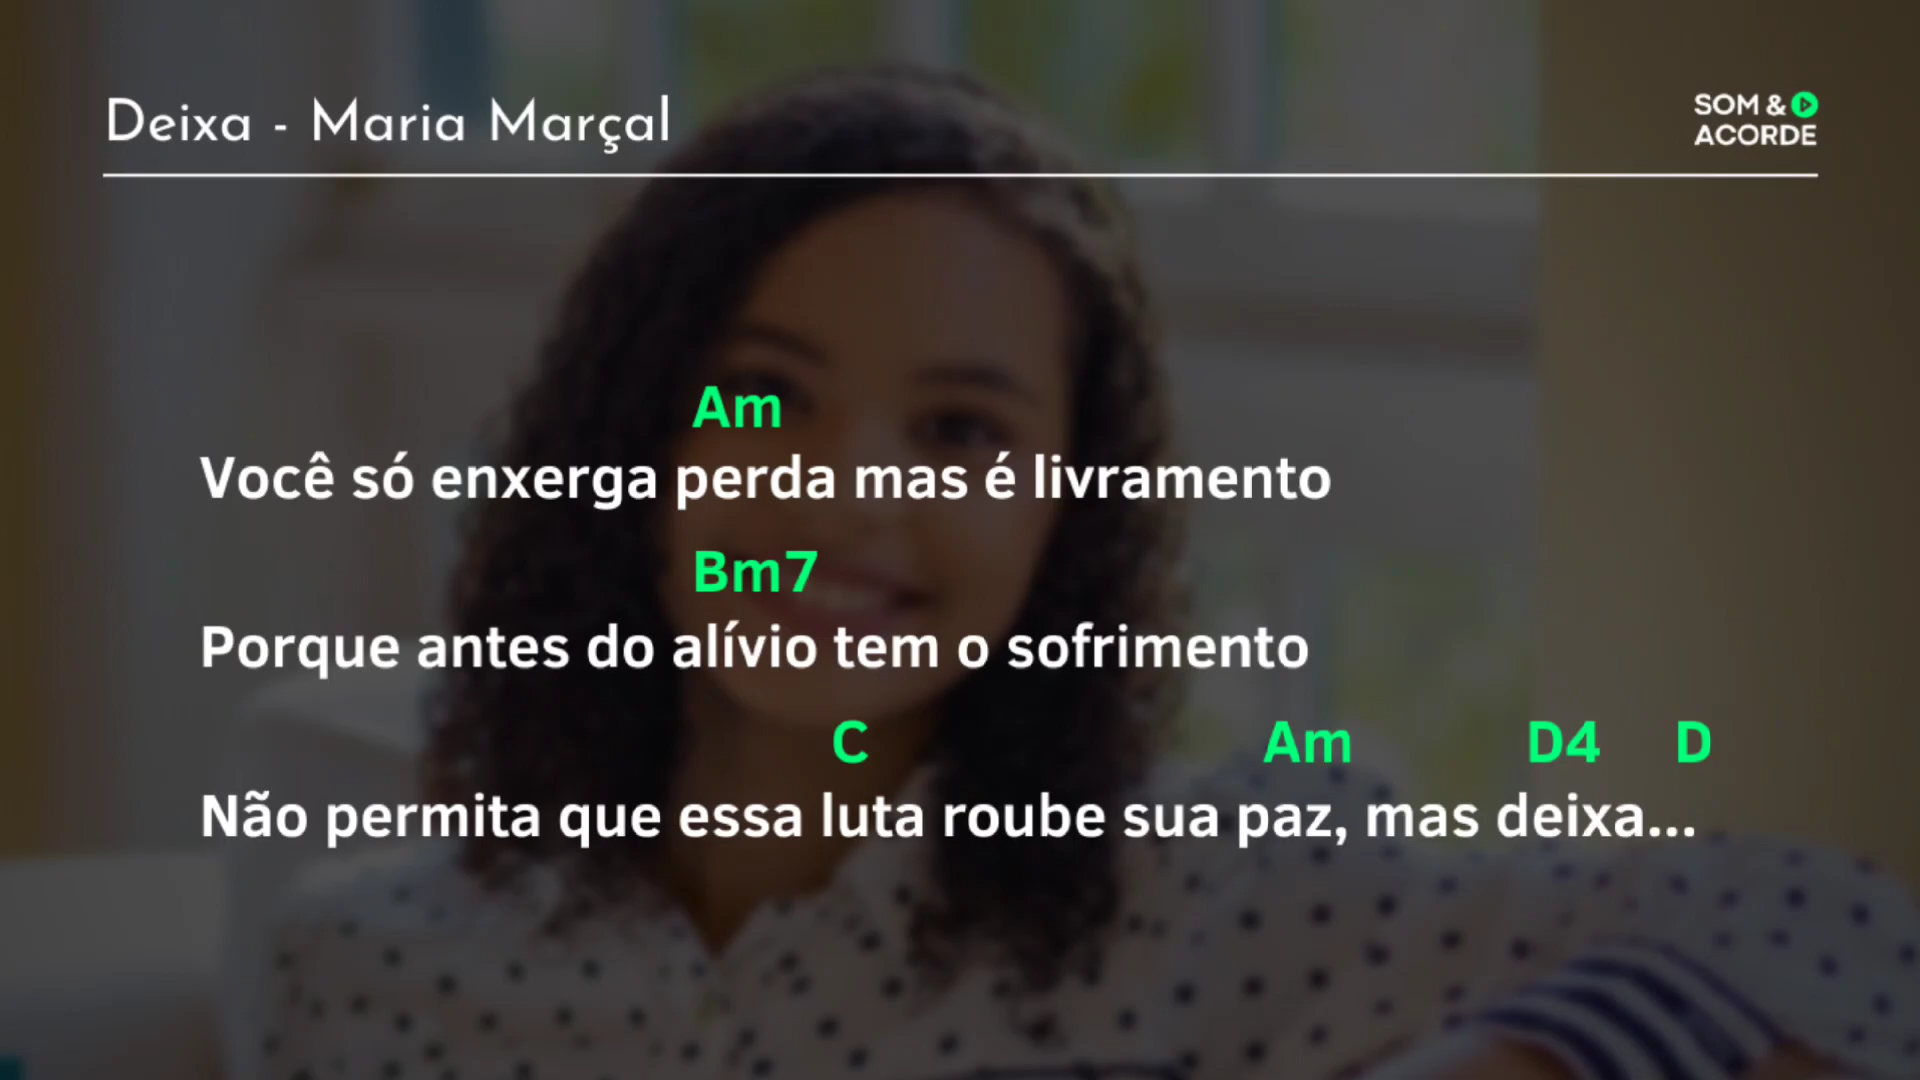 Deixa - Maria Marçal
SOM &
ACORDE
Am
Você só enxerga perda mas é livramento
Bm7
Porque antes do alívio tem o sofrimento
C Am D4 D
Não permita que essa luta roube sua paz, mas deixa...